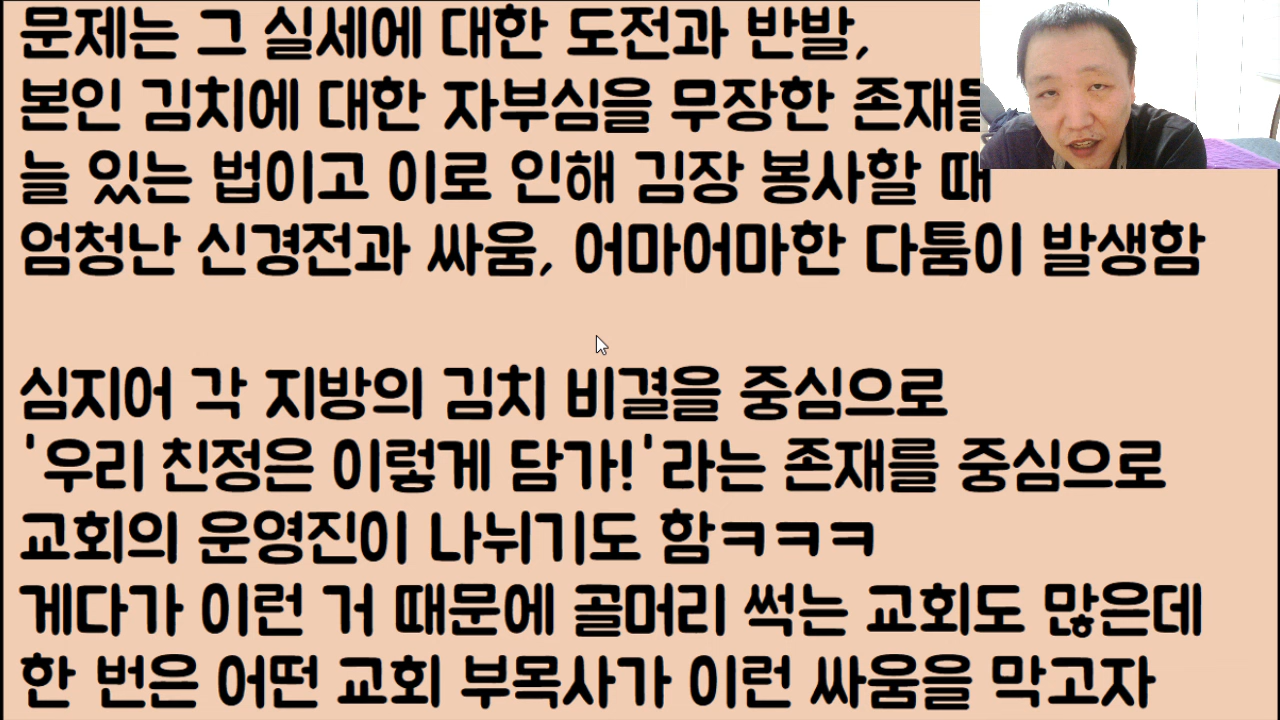 문제는 그 실세에 대한 도전과 반발,
본인 김치에 대한 자부심을 무장한
늘 있는 법이고 이로 인해 김장 봉사할 때
엄청난 신경전과 싸움, 어마어마한 다툼이 발생함
심지어 각 지방의 김치 비결을 중심으로
'우리 친정은 이렇게 담가!'라는 존재를 중심으로
교회의 운영진이 나뉘기도 함ㅋㅋㅋ
게다가 이런 거 때문에 골머리 썩는 교회도 많은데
한 번은 어떤 교회 부목사가 이런 싸움을 막고자